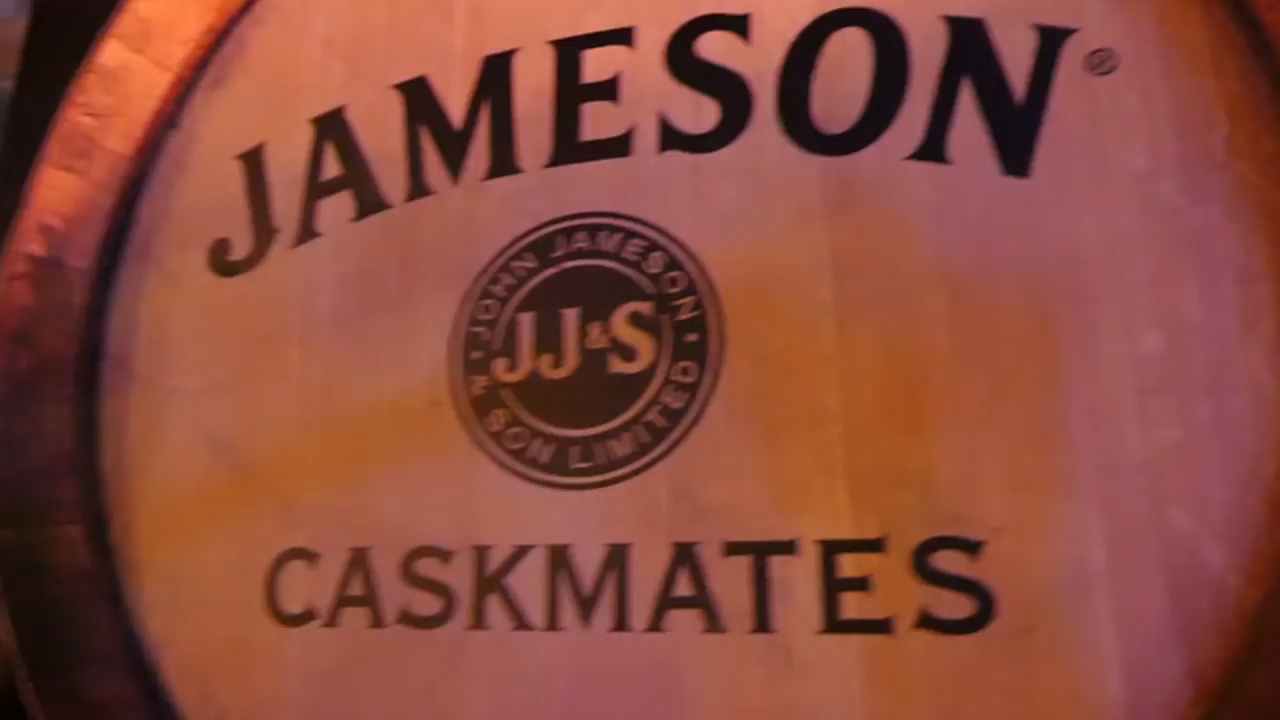 JAMESON®
JOHN JAMESON
JJ&S
& SON LIMITED
CASKMATES